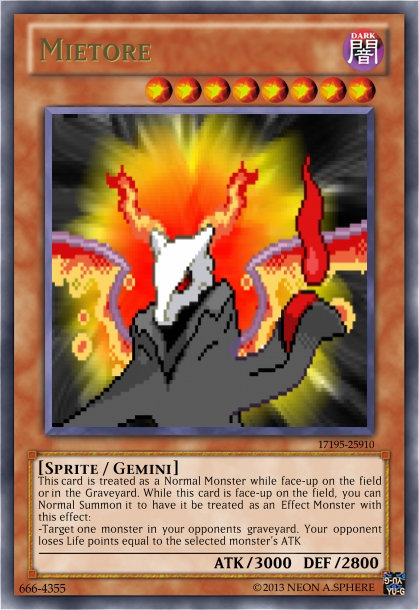 MIETORE
DARK
闇
17195-25910
[SPRITE / GEMINI]
This card is treated as a Normal Monster while face-up on the field
or in the Graveyard. While this card is face-up on the field, you can
Normal Summon it to have it be treated as an Effect Monster with
this effect:
-Target one monster in your opponents graveyard. Your opponent
loses Life points equal to the selected monster's ATK
ATK/3000 DEF/2800
666-4355
©2013 NEON A.SPHERE
YU-G